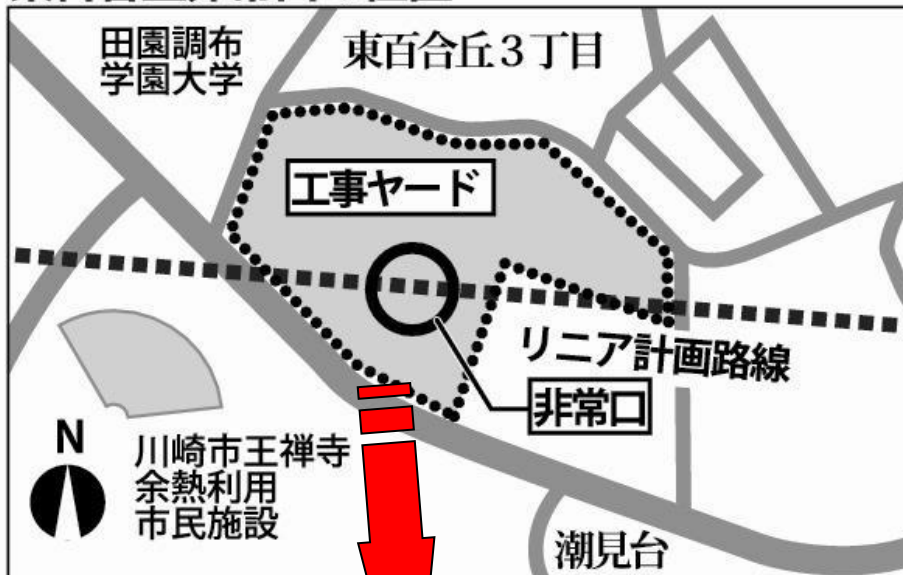 田園調布
学園大学
東百合丘３丁目
工事ヤード
リニア計画路線
非常口
N
川崎市王禅寺
余熱利用
市民施設
潮見台